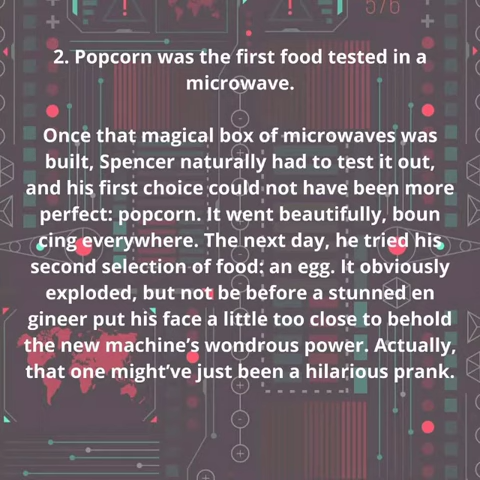 576
2. Popcorn was the first food tested in a
microwave.
Once that magical box of microwaves was
built, Spencer naturally had to test it out,
and his first choice could not have been more
perfect: popcorn. It went beautifully, boun
cing everywhere. The next day, he tried his
second selection of food: an egg. It obviously
exploded, but not be before a stunned en
gineer put his face a little too close to behold
the new machine’s wondrous power. Actually,
that one might’ve just been a hilarious prank.